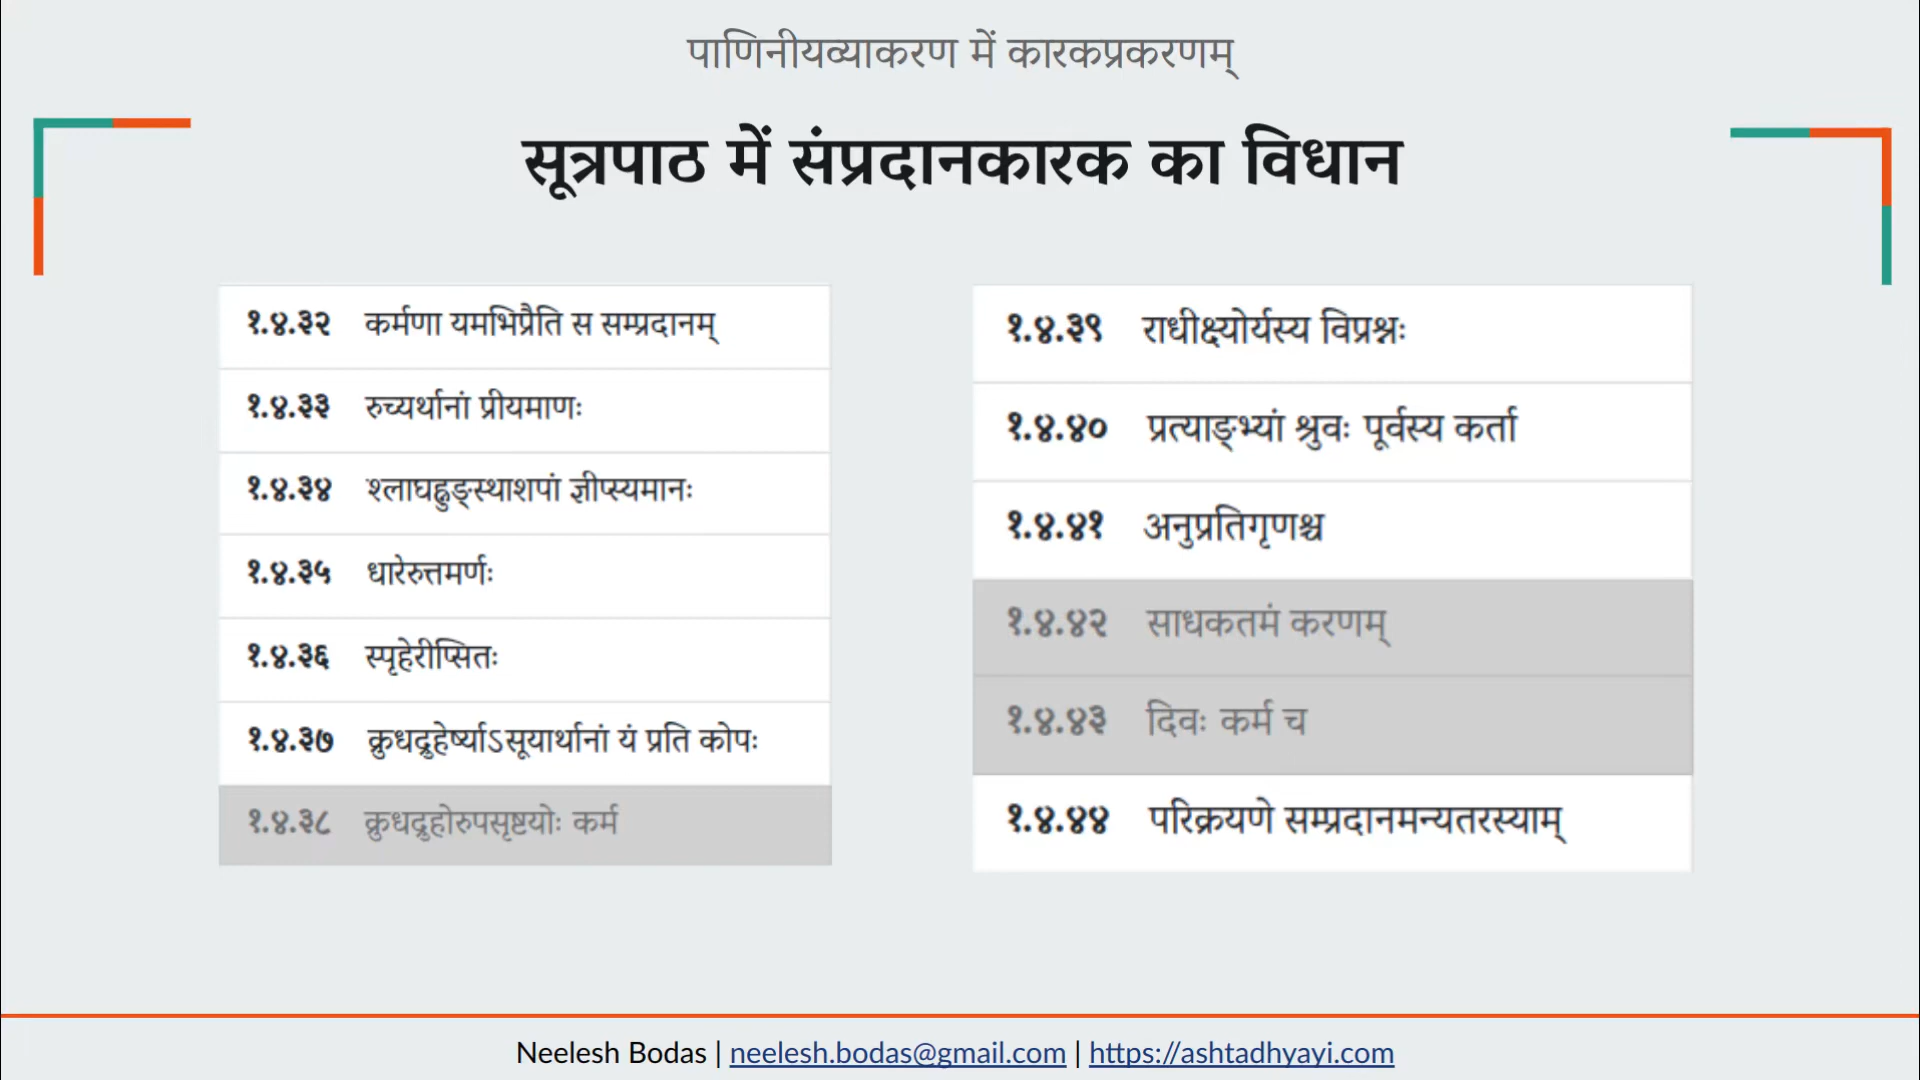 पाणिनीयव्याकरण में कारकप्रकरणम्
सूत्रपाठ में संप्रदानकारक का विधान
१.४.३२ कर्मणा यमभिप्रैति स सम्प्रदानम्
१.४.३३ रुच्यर्थानां प्रीयमाणः
१.४.३४ श्लाघह्नुङ्स्थाशपां ज्ञीप्स्यमानः
१.४.३५ धारेरुत्तमर्णः
१.४.३६ स्पृहेरीप्सितः
१.४.३७ क्रुधद्रुहेर्ष्याऽसूयार्थानां यं प्रति कोपः
१.४.३८ क्रुधद्रुहोरुपसृष्टयोः कर्म
१.४.३९ राधीक्ष्योर्यस्य विप्रश्नः
१.४.४० प्रत्याङ्भ्यां श्रुवः पूर्वस्य कर्ता
१.४.४१ अनुप्रतिगृणश्च
१.४.४२ साधकतमं करणम्
१.४.४३ दिवः कर्म च
१.४.४४ परिक्रयणे सम्प्रदानमन्यतरस्याम्
Neelesh Bodas | neelesh.bodas@gmail.com | https://ashtadhyayi.com